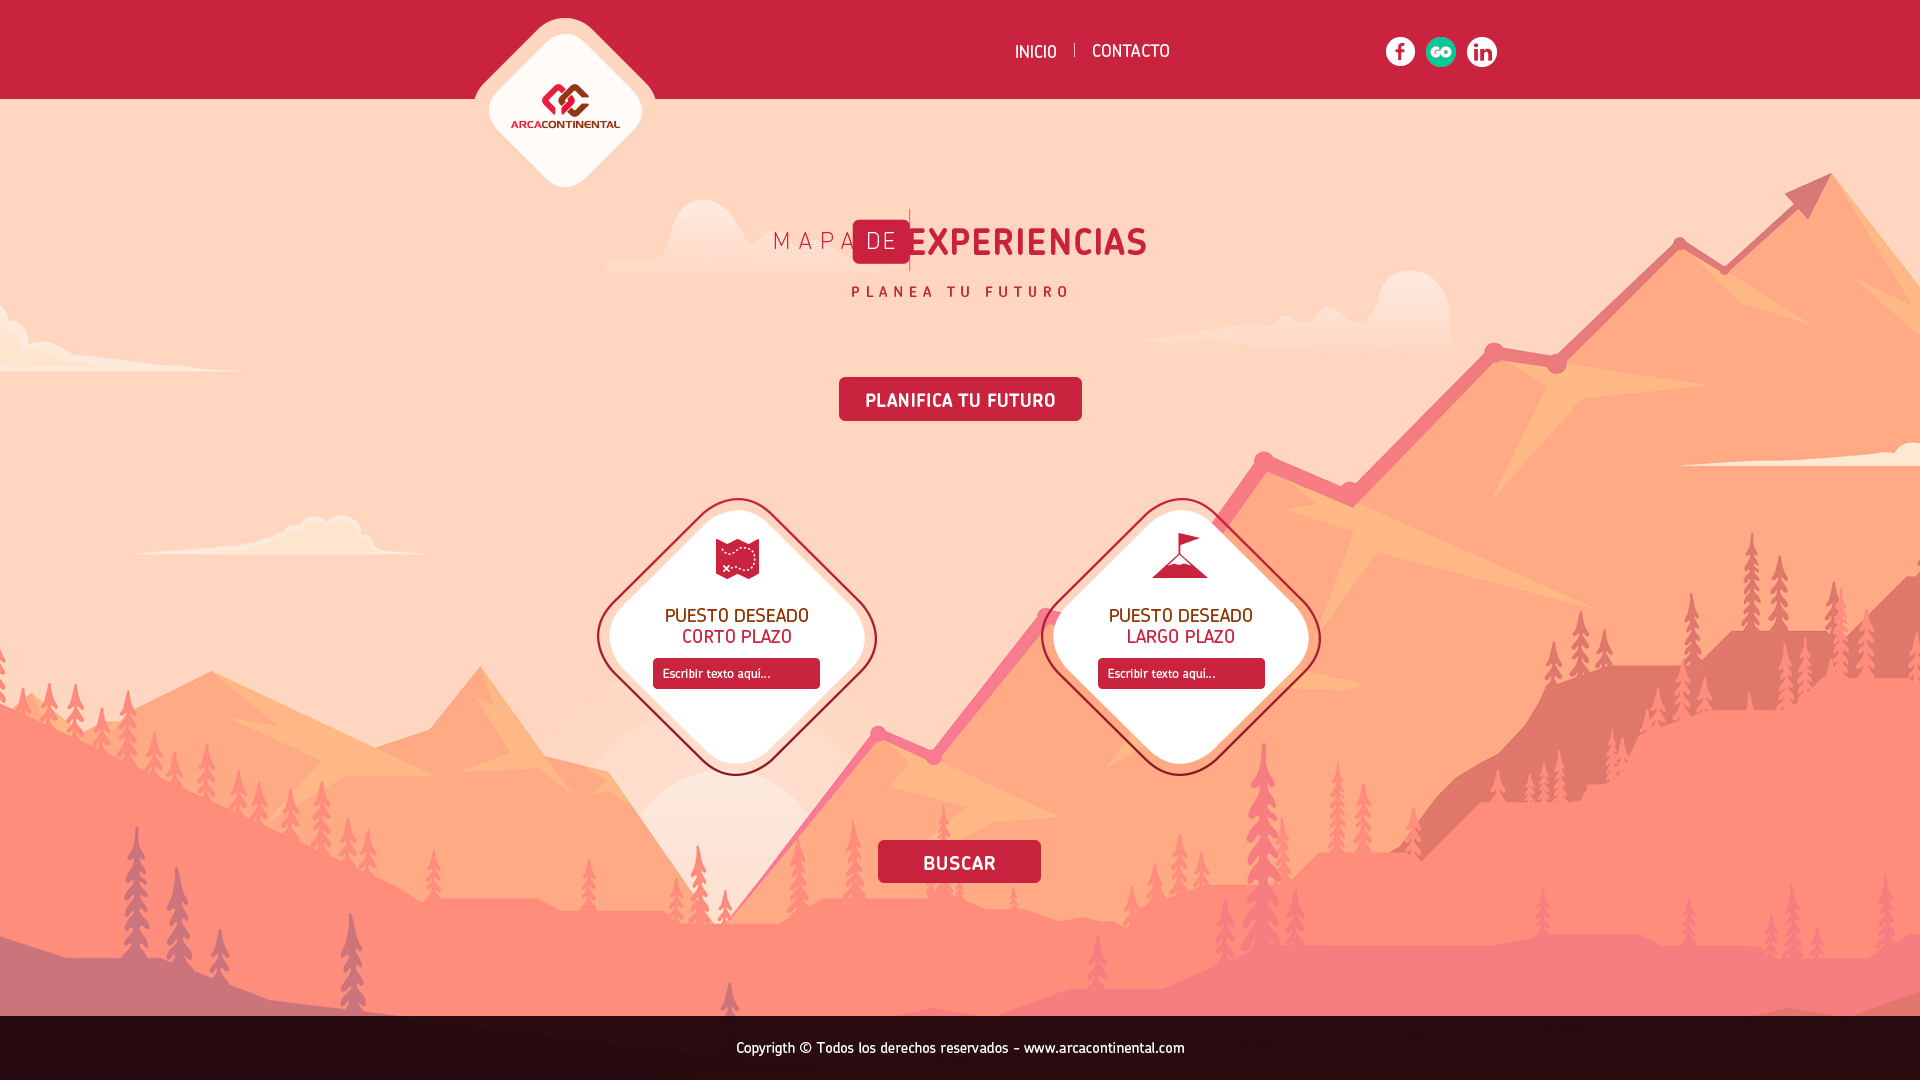 INICIO | CONTACTO
f GO in
ARCACONTINENTAL
MAPA DE EXPERIENCIAS
PLANEA TU FUTURO
PLANIFICA TU FUTURO
PUESTO DESEADO
CORTO PLAZO
Escribir texto aquí...
PUESTO DESEADO
LARGO PLAZO
Escribir texto aquí...
BUSCAR
Copyrigth © Todos los derechos reservados - www.arcacontinental.com